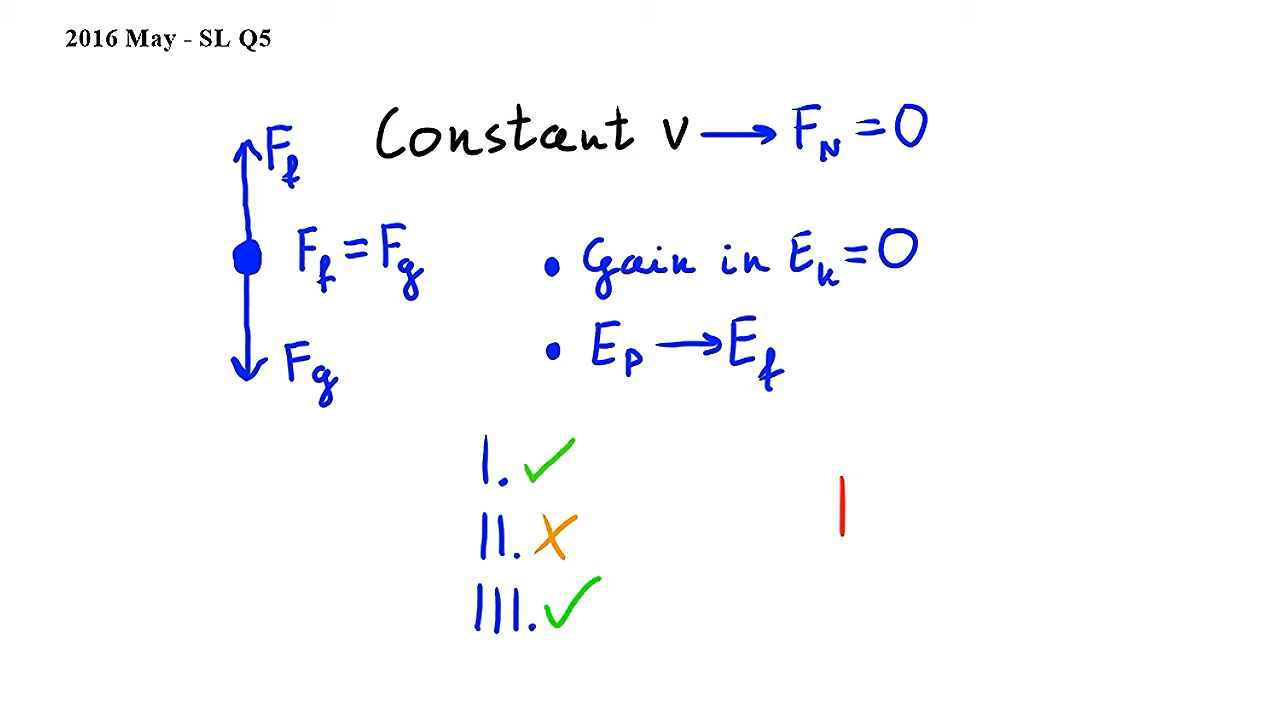 2016 May - SL Q5
Constant v → F_N = 0
F_f
F_f = F_g
• Gain in E_k = 0
• E_p → E_f
F_g
I. ✓
II. ✗
III. ✓